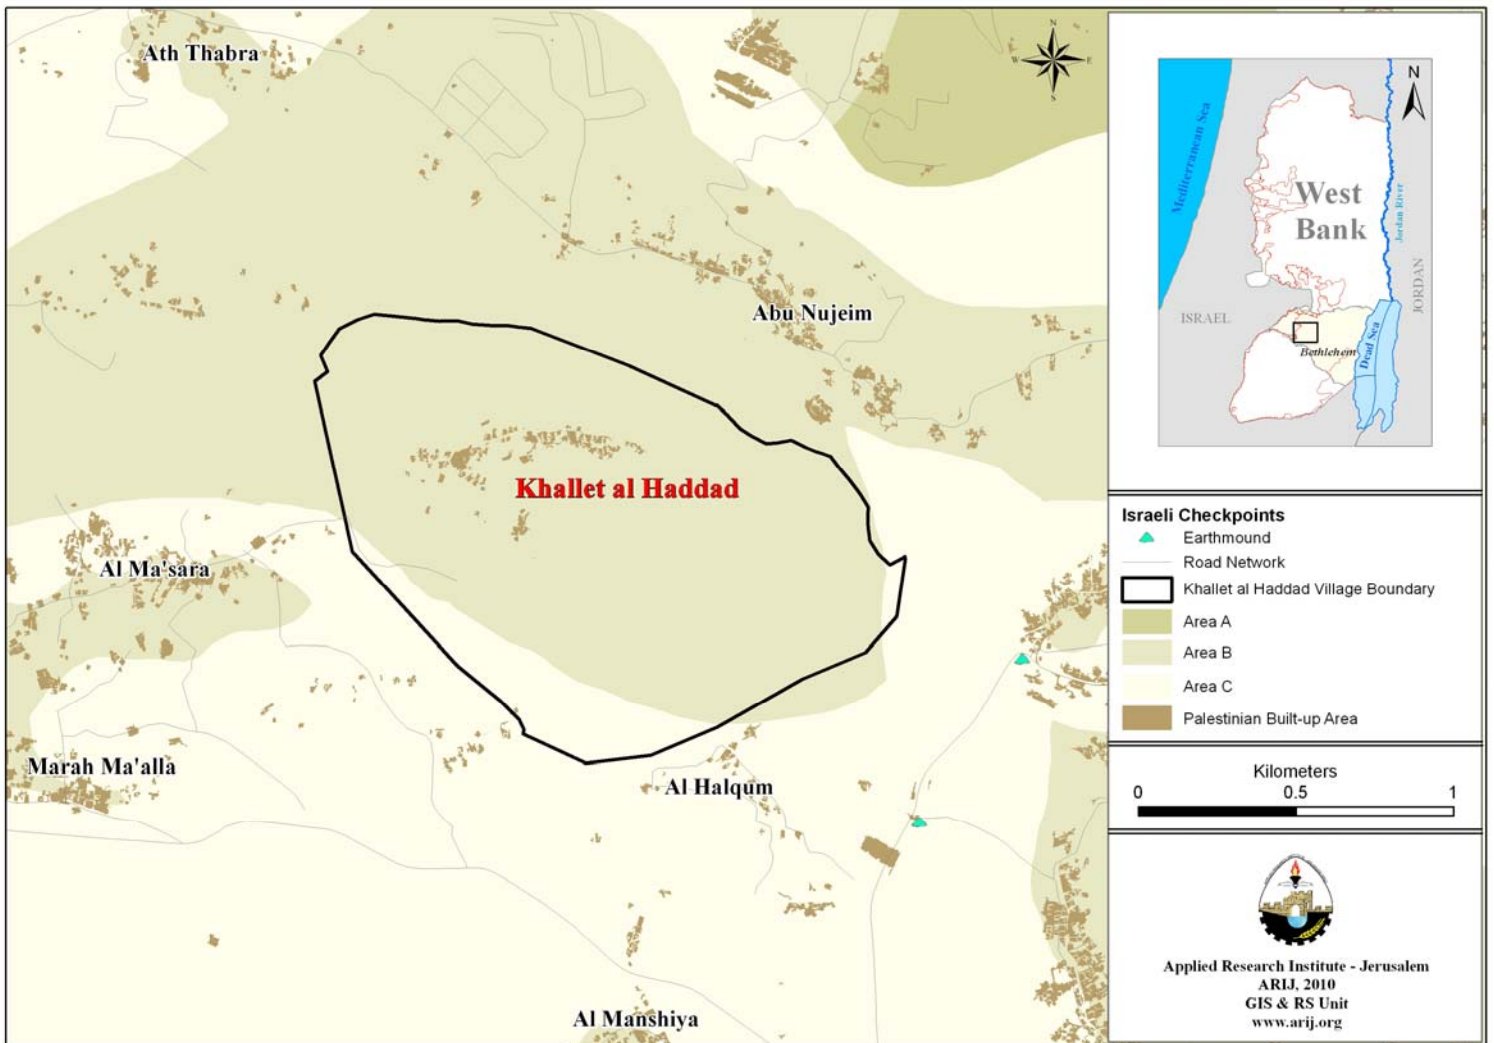 Ath Thabra
N
W
E
S
Abu Nujeim
Khallet al Haddad
Al Ma'sara
Marah Ma'alla
Al Halqum
Al Manshiya
N
Mediterranean Sea
West
Bank
Jordan River
JORDAN
ISRAEL
Bethlehem
Dead Sea
Israeli Checkpoints
Earthmound
Road Network
Khallet al Haddad Village Boundary
Area A
Area B
Area C
Palestinian Built-up Area
Kilometers
0 0.5 1
Applied Research Institute - Jerusalem
ARIJ, 2010
GIS & RS Unit
www.arij.org